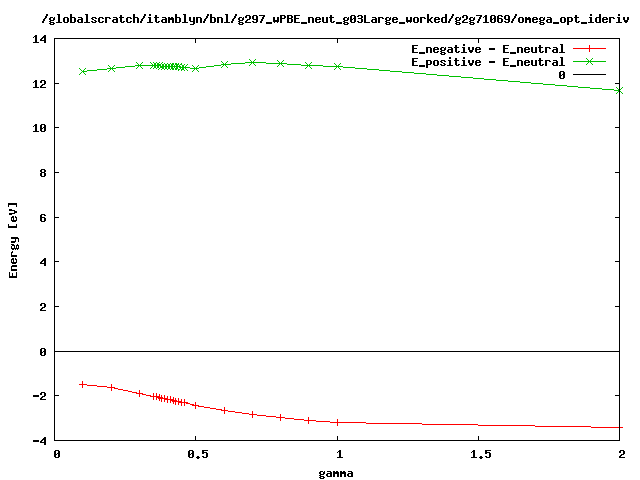 /globalscratch/itamblyn/bnl/g297_wPBE_neut_g03Large_worked/g2g71069/omega_opt_ideriv
14
12
10
8
6
4
2
0
-2
-4
Energy [eV]
E_negative - E_neutral
E_positive - E_neutral
0
0 0.5 1 1.5 2
gamma